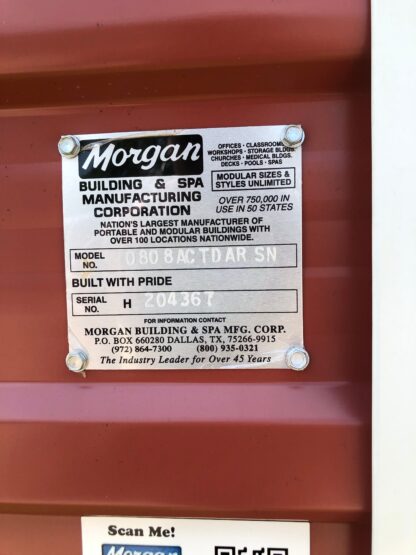 Morgan
OFFICES · CLASSROOMS
WORKSHOPS · STORAGE BLDGS.
CHURCHES · MEDICAL BLDGS.
DECKS · POOLS · SPAS
BUILDING & SPA
MANUFACTURING
CORPORATION
MODULAR SIZES &
STYLES UNLIMITED
OVER 750,000 IN
USE IN 50 STATES
NATION'S LARGEST MANUFACTURER OF
PORTABLE AND MODULAR BUILDINGS WITH
OVER 100 LOCATIONS NATIONWIDE.
MODEL NO. 0808ACTDAR SN
BUILT WITH PRIDE
SERIAL NO. H 204367
FOR INFORMATION CONTACT
MORGAN BUILDING & SPA MFG. CORP.
P.O. BOX 660280 DALLAS, TX, 75266-9915
(972) 864-7300 (800) 935-0321
The Industry Leader for Over 45 Years
Scan Me!
Morgan